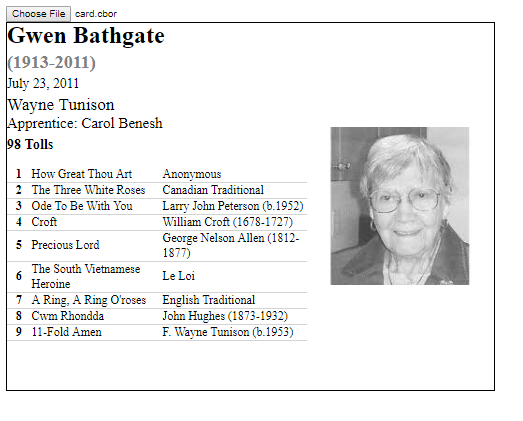 Choose File card.cbor
Gwen Bathgate
(1913-2011)
July 23, 2011
Wayne Tunison
Apprentice: Carol Benesh
98 Tolls
1 How Great Thou Art Anonymous
2 The Three White Roses Canadian Traditional
3 Ode To Be With You Larry John Peterson (b.1952)
4 Croft William Croft (1678-1727)
5 Precious Lord George Nelson Allen (1812-
1877)
6 The South Vietnamese
Heroine Le Loi
7 A Ring, A Ring O'roses English Traditional
8 Cwm Rhondda John Hughes (1873-1932)
9 11-Fold Amen F. Wayne Tunison (b.1953)